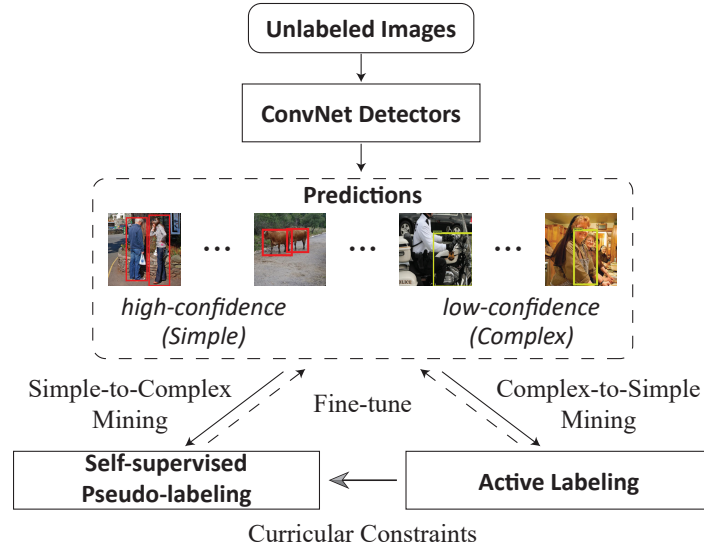 Unlabeled Images
ConvNet Detectors
Predictions
... ... ...
high-confidence
(Simple)
low-confidence
(Complex)
Simple-to-Complex
Mining
Fine-tune
Complex-to-Simple
Mining
Self-supervised
Pseudo-labeling
Active Labeling
Curricular Constraints